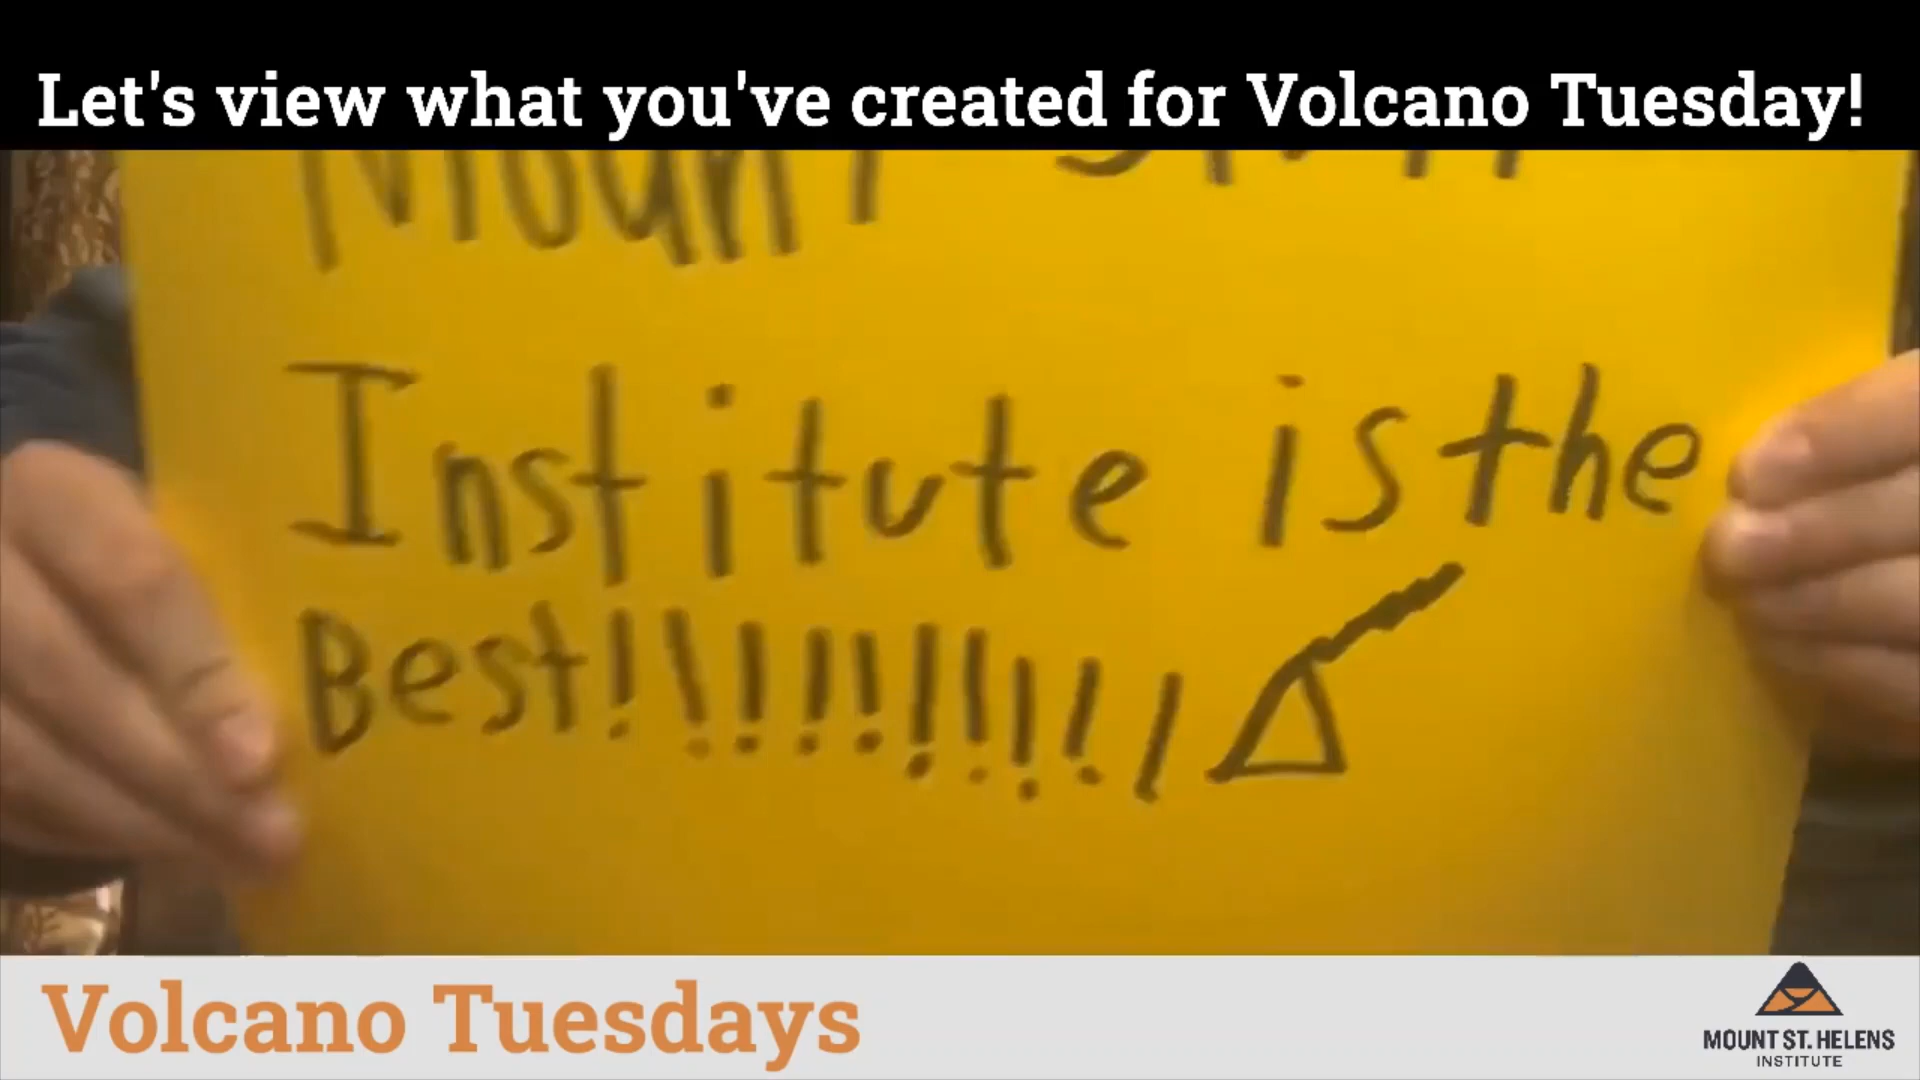 Let's view what you've created for Volcano Tuesday!
Mount
Institute is the
Best!!!!!!!!!!
Volcano Tuesdays
MOUNT ST. HELENS
INSTITUTE